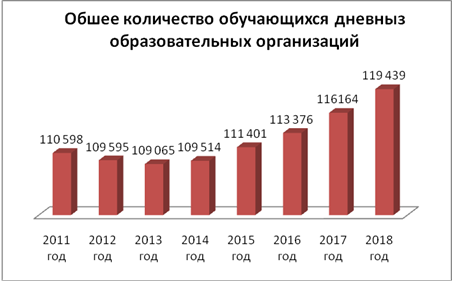 Обшее количество обучающихся дневныз
образовательных организаций
110 598
109 595
109 065
109 514
111 401
113 376
116164
119 439
2011 2012 2013 2014 2015 2016 2017 2018
год год год год год год год год